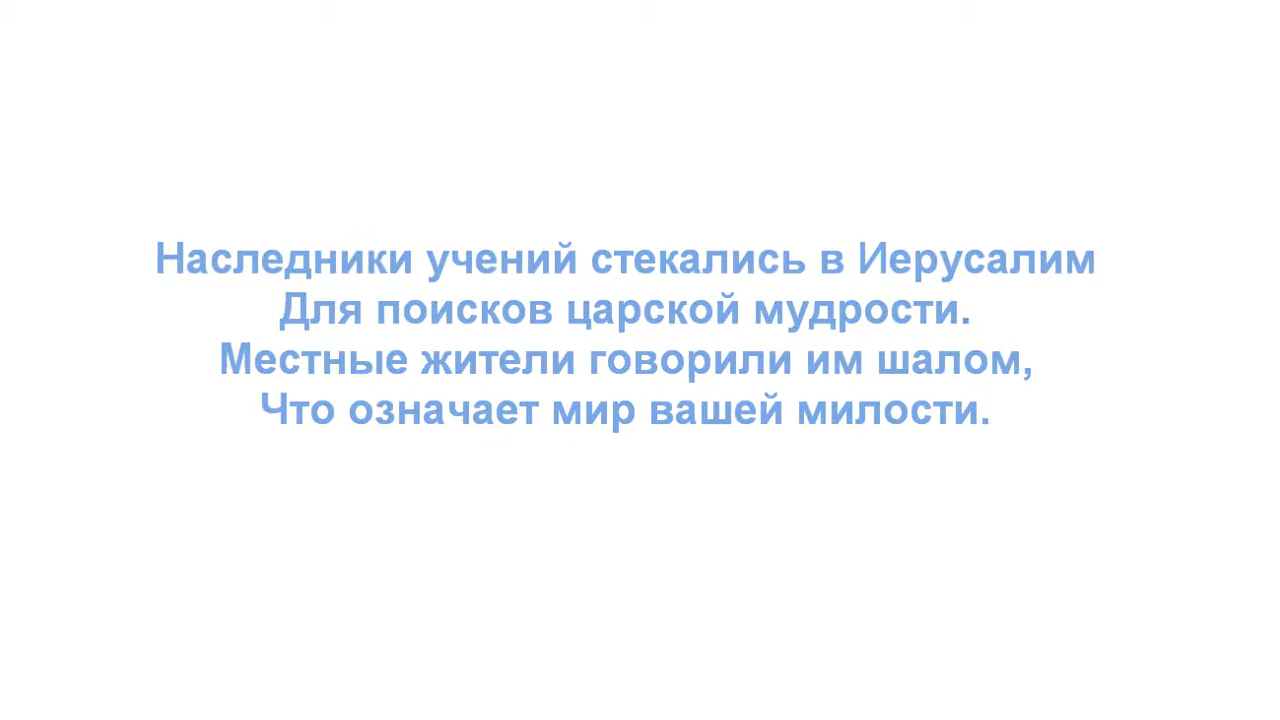 Наследники учений стекались в Иерусалим
Для поисков царской мудрости.
Местные жители говорили им шалом,
Что означает мир вашей милости.